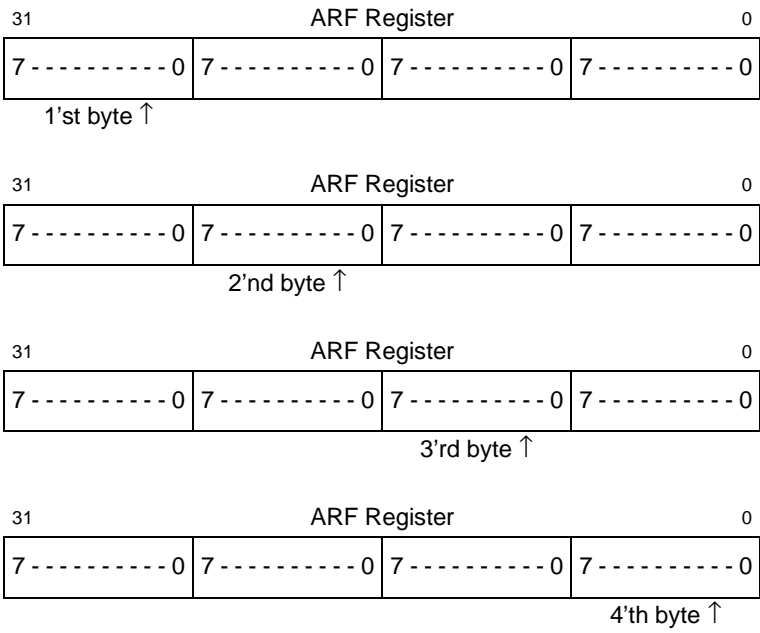 31 ARF Register 0
7 - - - - - - - - - - 0 7 - - - - - - - - - - 0 7 - - - - - - - - - - 0 7 - - - - - - - - - - 0
1’st byte ↑
31 ARF Register 0
7 - - - - - - - - - - 0 7 - - - - - - - - - - 0 7 - - - - - - - - - - 0 7 - - - - - - - - - - 0
2’nd byte ↑
31 ARF Register 0
7 - - - - - - - - - - 0 7 - - - - - - - - - - 0 7 - - - - - - - - - - 0 7 - - - - - - - - - - 0
3’rd byte ↑
31 ARF Register 0
7 - - - - - - - - - - 0 7 - - - - - - - - - - 0 7 - - - - - - - - - - 0 7 - - - - - - - - - - 0
4’th byte ↑